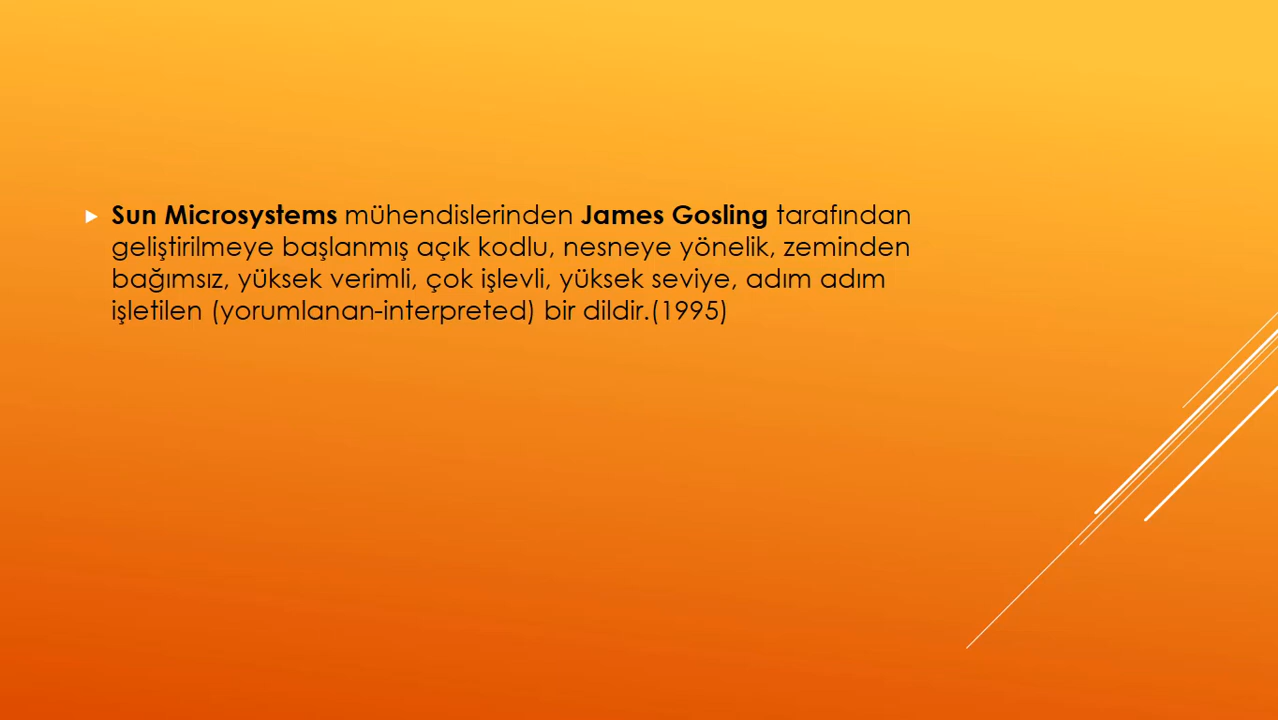 Sun Microsystems mühendislerinden James Gosling tarafından
geliştirilmeye başlanmış açık kodlu, nesneye yönelik, zeminden
bağımsız, yüksek verimli, çok işlevli, yüksek seviye, adım adım
işletilen (yorumlanan-interpreted) bir dildir.(1995)